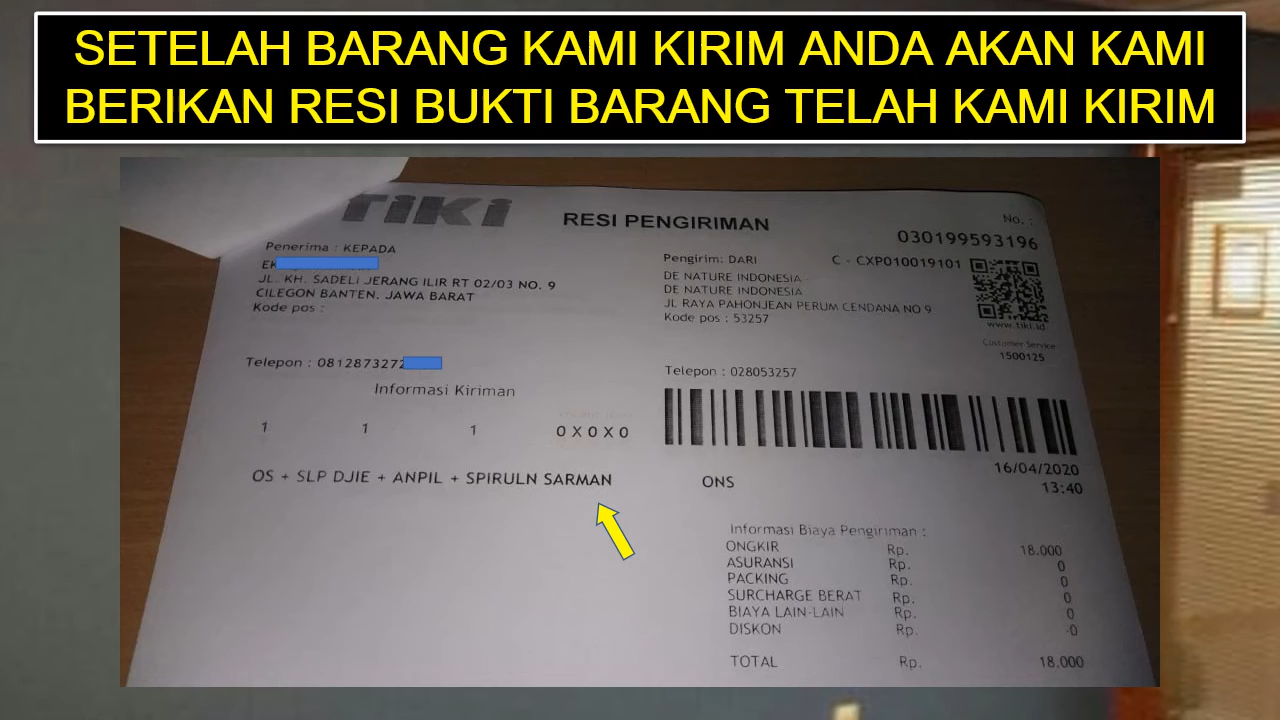 SETELAH BARANG KAMI KIRIM ANDA AKAN KAMI
BERIKAN RESI BUKTI BARANG TELAH KAMI KIRIM
TIKI
RESI PENGIRIMAN
No. :
030199593196
Penerima : KEPADA
JL. KH. SADELI JERANG ILIR RT 02/03 NO. 9
CILEGON BANTEN. JAWA BARAT
Kode pos :
Telepon : 0812873272
Pengirim: DARI
C - CXP010019101
DE NATURE INDONESIA -
DE NATURE INDONESIA
JL RAYA PAHONJEAN PERUM CENDANA NO 9
Kode pos : 53257
www.tiki.id
Customer Service
1500125
Telepon : 028053257
Informasi Kiriman
1 1 1 0 X 0 X 0
16/04/2020
13:40
OS + SLP DJIE + ANPIL + SPIRULN SARMAN
ONS
Informasi Biaya Pengiriman :
ONGKIR Rp. 18.000
ASURANSI Rp. 0
PACKING Rp. 0
SURCHARGE BERAT Rp. 0
BIAYA LAIN-LAIN Rp. 0
DISKON Rp. -0
TOTAL Rp. 18.000